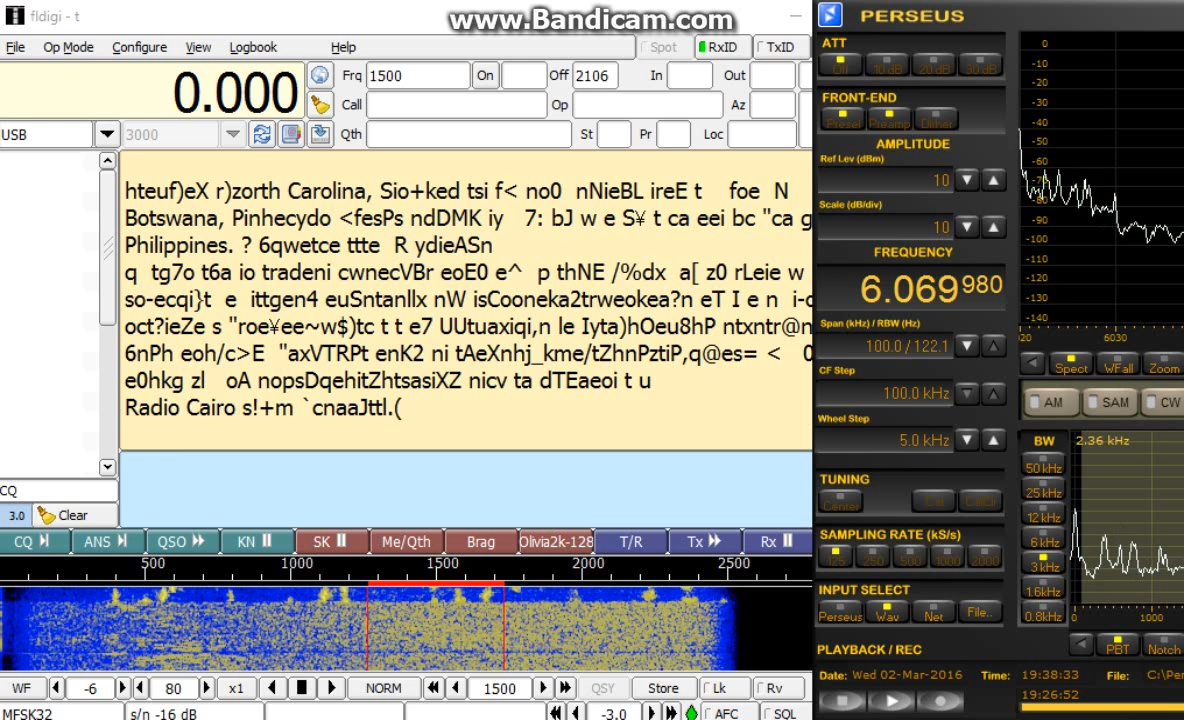 fldigi - t
www.Bandicam.com
File Op Mode Configure View Logbook Help Spot RxID TxID
0.000 Frq 1500 On Off 2106 In Out
Call Op Az
USB 3000 Qth St Pr Loc
hteuf)eX r)zorth Carolina, Sio+ked tsi f< no0 nNieBL ireE t foe N
Botswana, Pinhecydo <fesPs ndDMK iy 7: bJ w e S¥ t ca eei bc "ca g
Philippines. ? 6qwetce ttte R ydieASn
q tg7o t6a io tradeni cwnecVBr eoE0 e^ p thNE /%dx a[ z0 rLeie w
so-ecqi}t e ittgen4 euSntanllx nW isCooneka2trweokea?n eT I e n i-c
oct?ieZe s "roe¥ee~w$)tc t t e7 UUtuaxiqi,n le Iyta)hOeu8hP ntxntr@n
6nPh eoh/c>E "axVTRPt enK2 ni tAeXnhj_kme/tZhnPztiP,q@es= < 0
e0hkg zl oA nopsDqehitZhtsasiXZ nicv ta dTEaeoi t u
Radio Cairo s!+m `cnaaJttl.(
CQ
3.0 Clear
CQ ANS QSO KN SK Me/Qth Brag Olivia2k-128 T/R Tx Rx
500 1000 1500 2000 2500
WF -6 80 x1 NORM 1500 QSY Store Lk Rv
MFSK32 s/n -16 dB -3.0 AFC SQL
PERSEUS
ATT
Off 10 dB 20 dB 30 dB
FRONT-END
Presel Preamp Dither
AMPLITUDE
Ref Lev (dBm)
10
Scale (dB/div)
10
FREQUENCY
6.069980
Span (kHz) / RBW (Hz)
100.0 / 122.1
CF Step
100.0 kHz
Wheel Step
5.0 kHz
TUNING
Center
SAMPLING RATE (kS/s)
125 250 500 1000 2000
INPUT SELECT
Perseus Wav Net File..
PLAYBACK / REC
Date: Wed 02-Mar-2016 Time: 19:38:33 File: C:\Per
19:26:52
0
-10
-20
-30
-40
-50
-60
-70
-80
-90
-100
-110
-120
-130
-140
20 6030
Spect WFall Zoom
AM SAM CW
BW 2.36 kHz
50 kHz
25 kHz
12 kHz
6 kHz
3 kHz
1.6kHz
0.8kHz
0 1000
PBT Notch